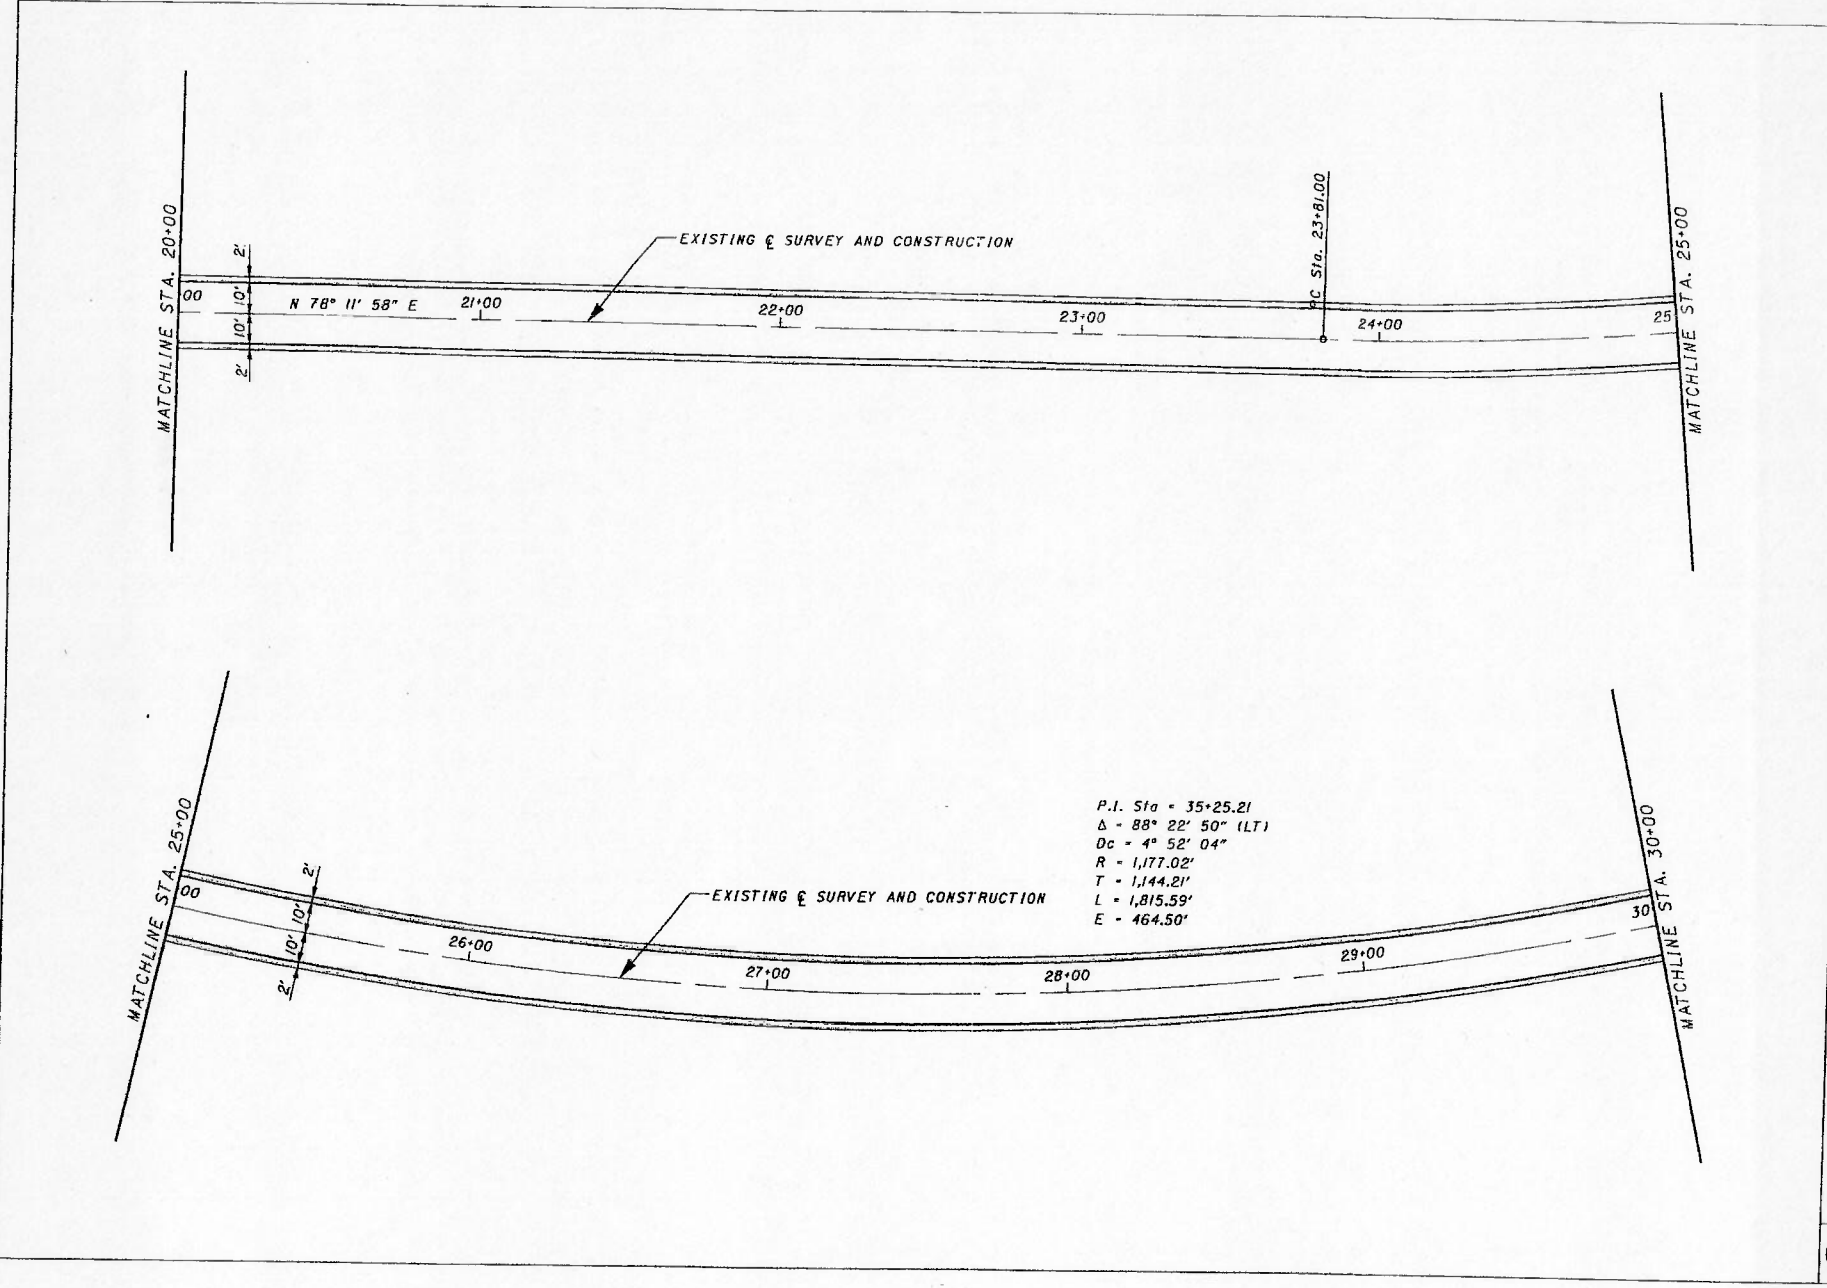 MATCHLINE STA. 20+00
2'
10'
10'
2'
00
N 78° 11' 58" E
21+00
EXISTING ℄ SURVEY AND CONSTRUCTION
22+00
23+00
PC Sta. 23+81.00
24+00
25
MATCHLINE STA. 25+00
MATCHLINE STA. 25+00
00
2'
10'
10'
2'
26+00
EXISTING ℄ SURVEY AND CONSTRUCTION
27+00
28+00
P.I. Sta = 35+25.21
Δ = 88° 22' 50" (LT)
Dc = 4° 52' 04"
R = 1,177.02'
T = 1,144.21'
L = 1,815.59'
E = 464.50'
29+00
30
MATCHLINE STA. 30+00